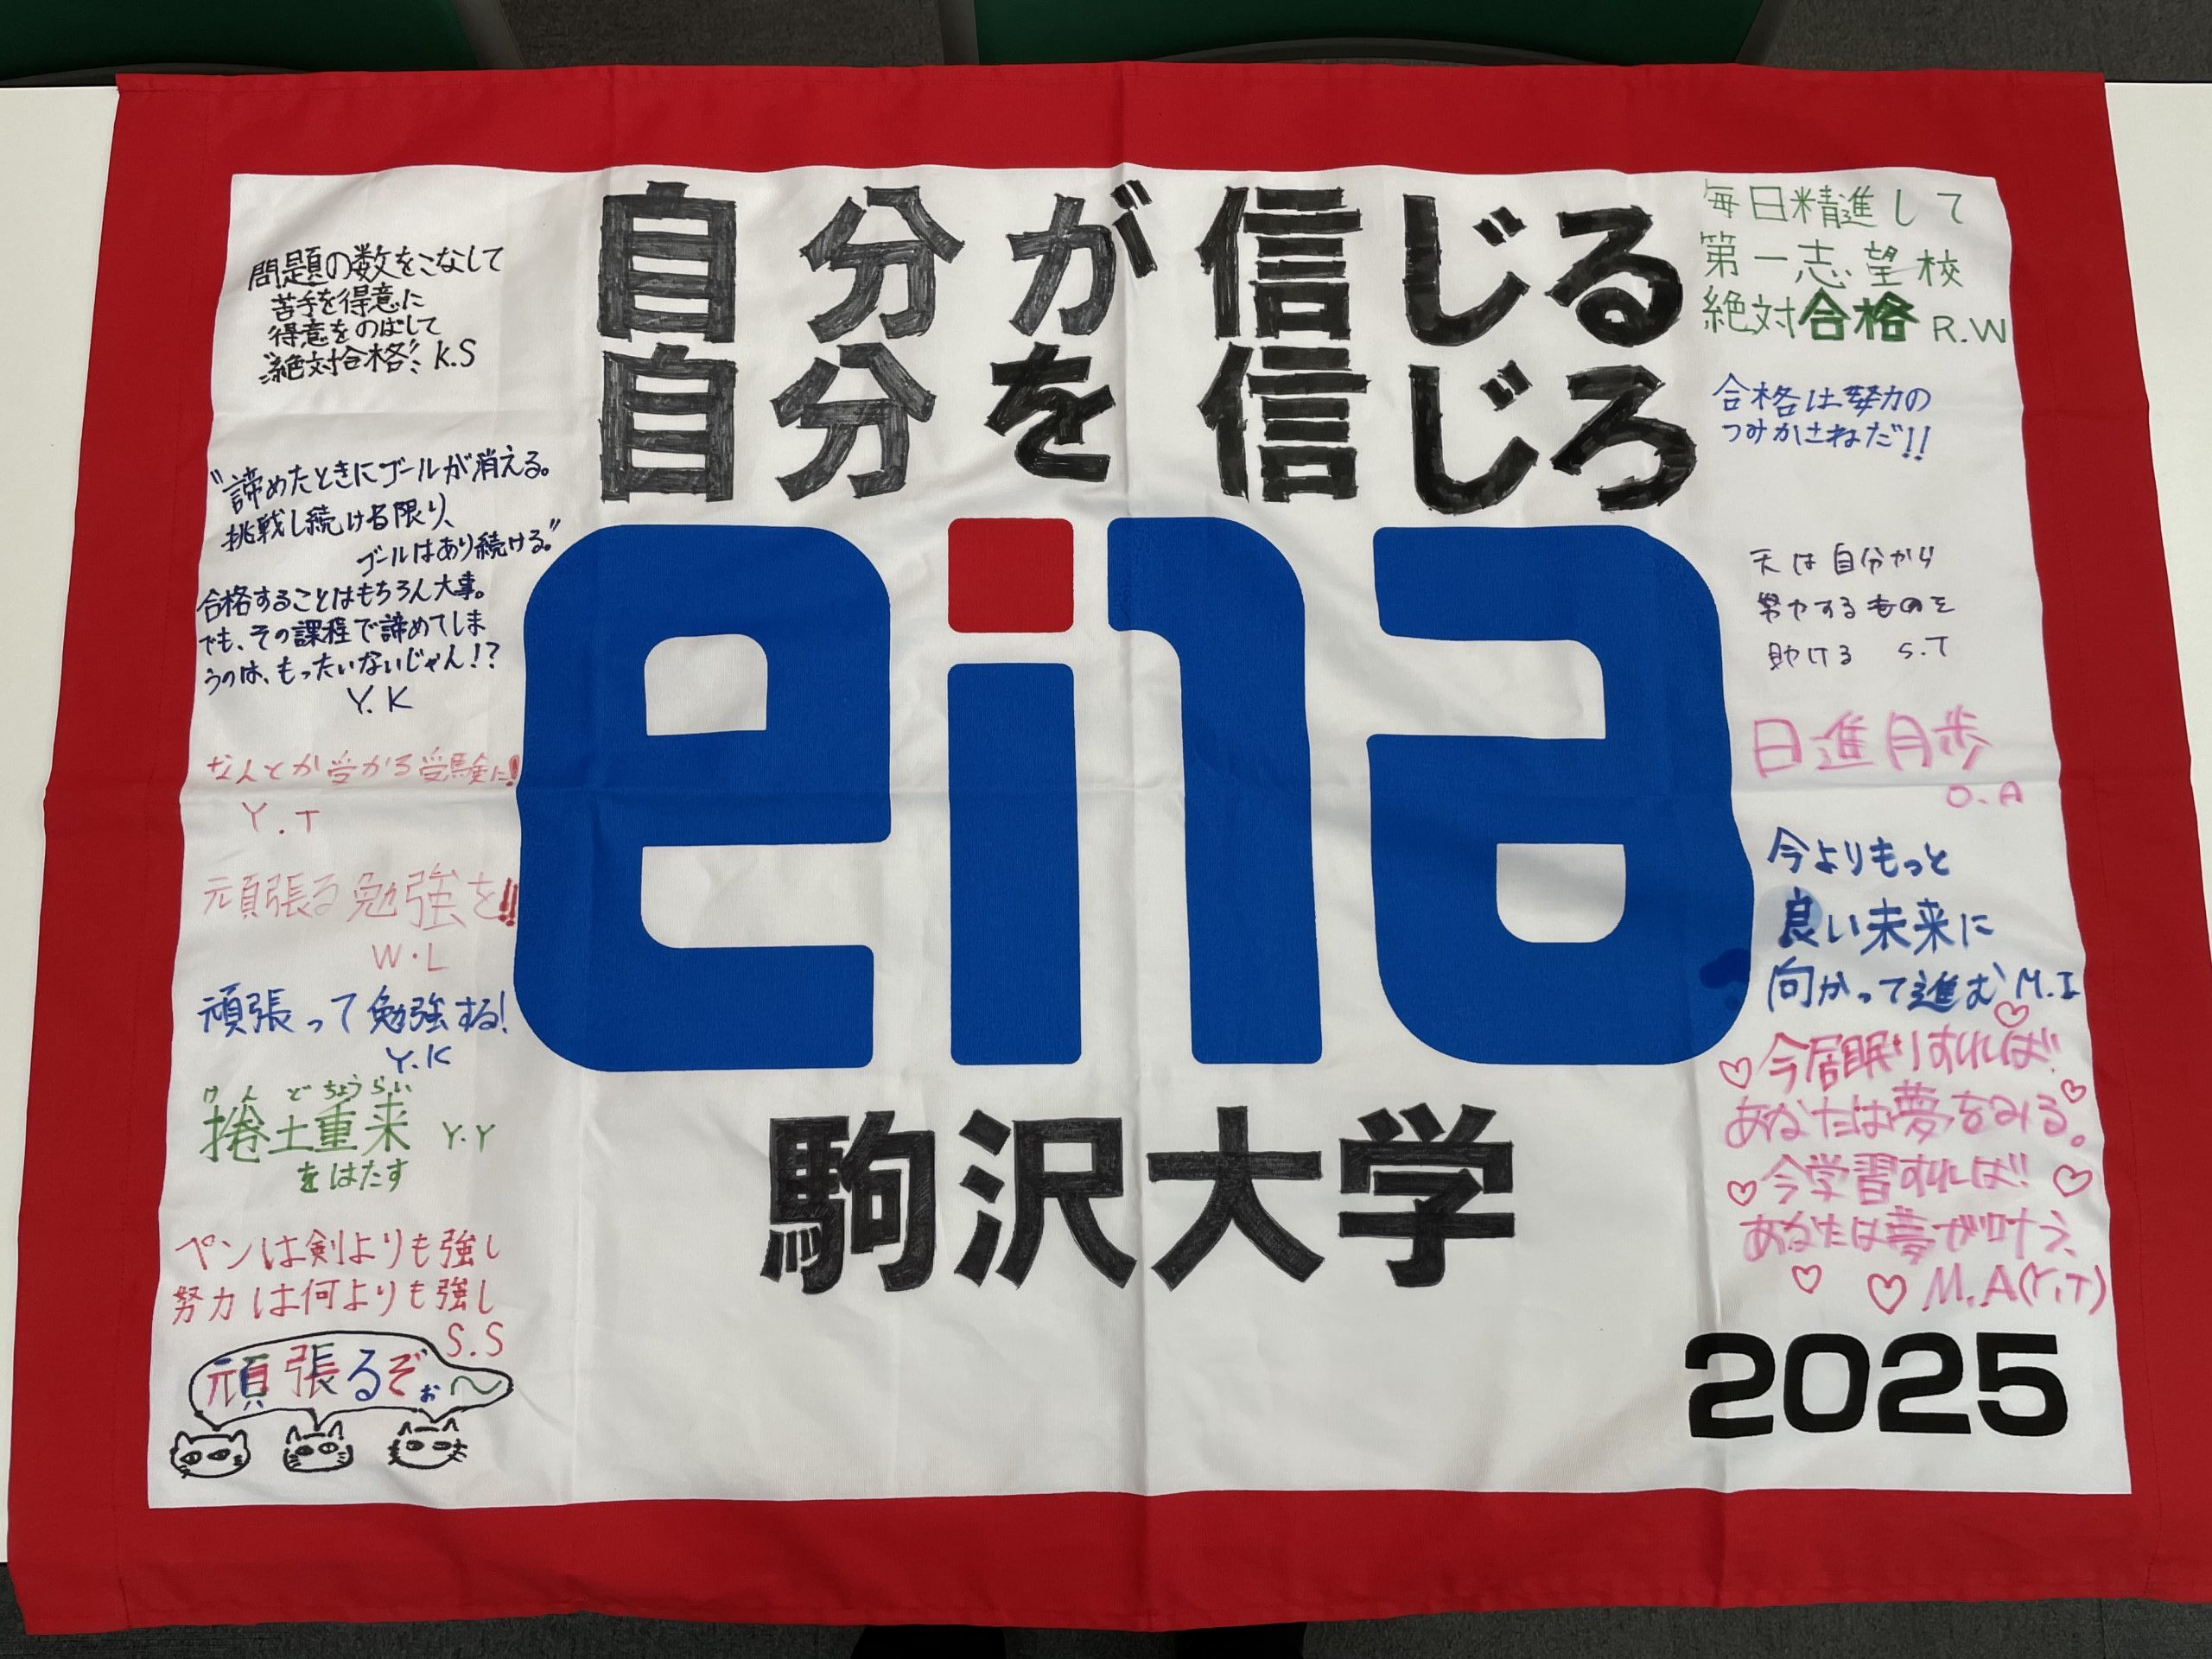 自分が信じる
自分を信じろ
eina
駒沢大学
2025
問題の数をこなして
苦手を得意に
得意をのばして
"絶対合格" K.S
"諦めたときにゴールが消える。
挑戦し続ける限り、
ゴールはあり続ける。"
合格することはもちろん大事。
でも、その課程で諦めてしま
うのは、もったいないじゃん!?
Y.K
なんとか受かる受験に!
Y.T
頑張る勉強を!!
W.L
頑張って勉強する!
Y.K
けんどちょうらい
捲土重来 Y.Y
をはたす
ペンは剣よりも強し
努力は何よりも強し
S.S
頑張るぞぉ〜
毎日精進して
第一志望校
絶対合格 R.W
合格は努力の
つみかさねだ!!
天は自分から
努力するものを
助ける S.T
日進月歩
O.A
今よりもっと
良い未来に
向かって進む M.I
♡今居眠りすれば!!♡
あなたは夢をみる。♡
♡今学習すれば!! ♡
あなたは夢が叶う、
♡ ♡ M.A(Y,T)